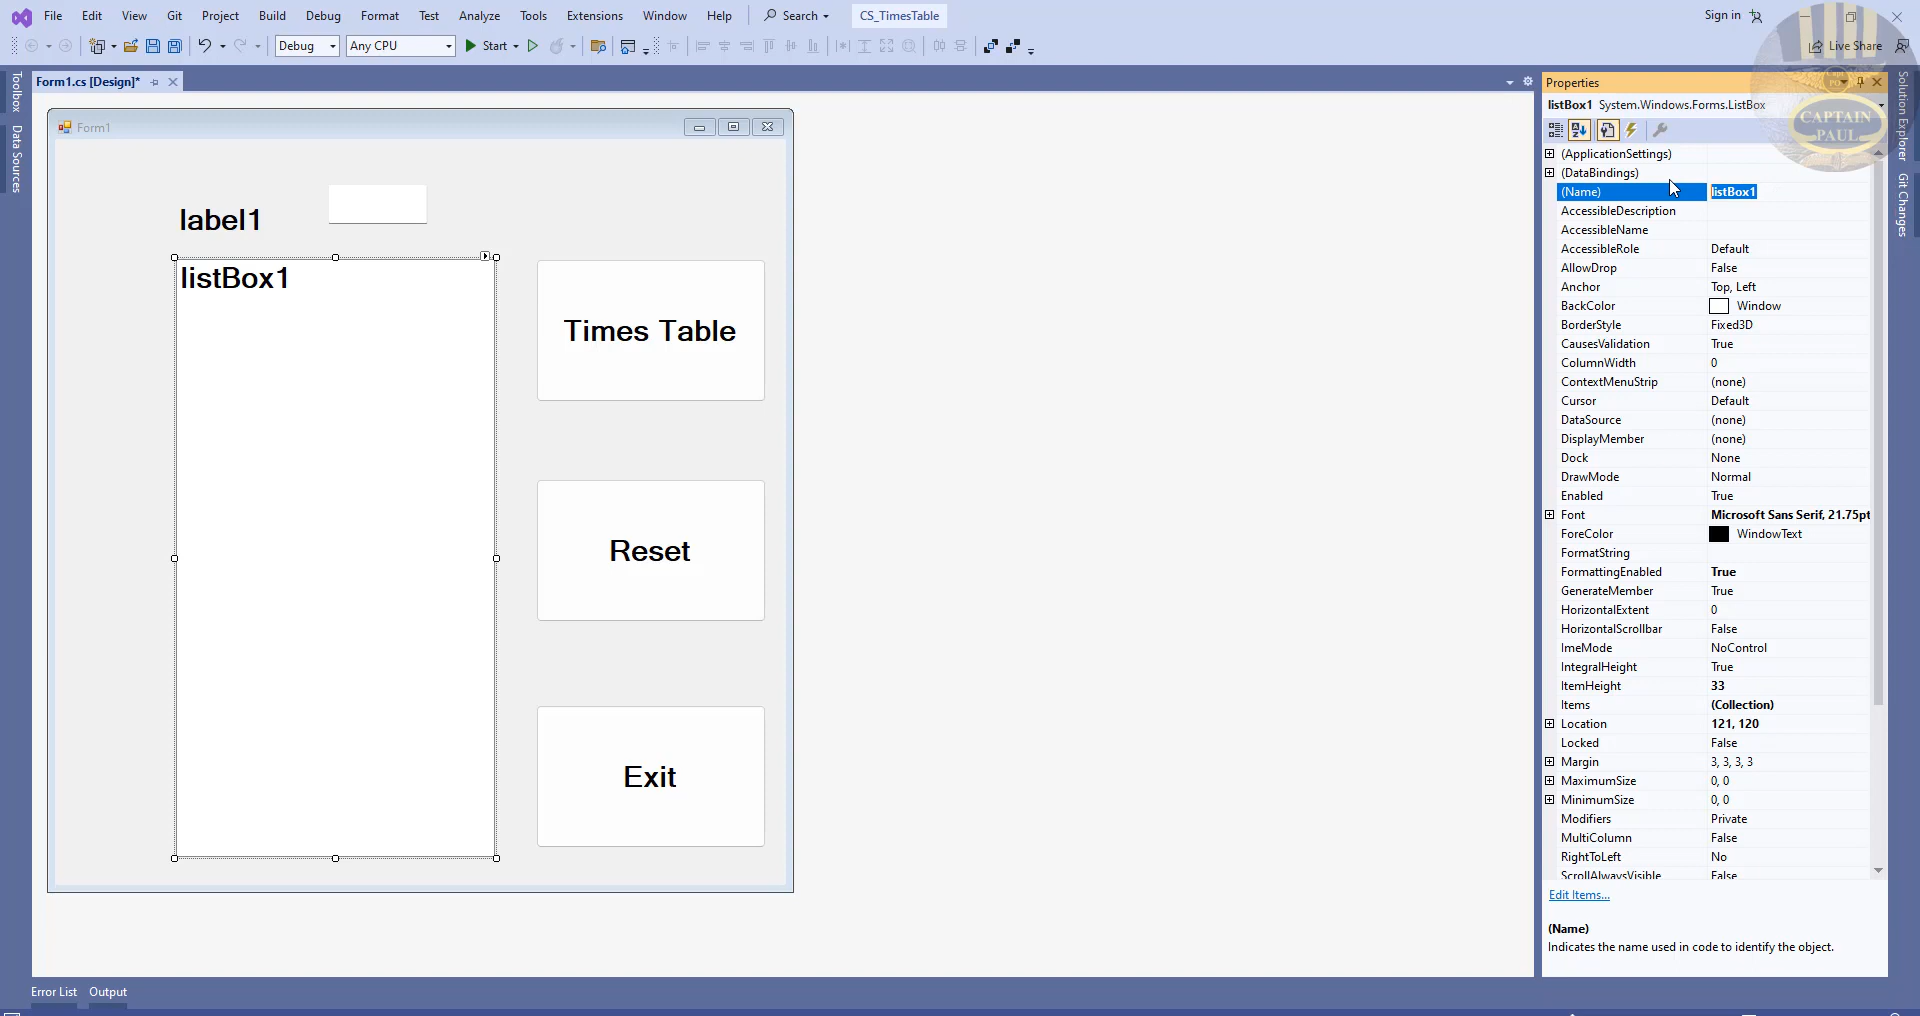 File Edit View Git Project Build Debug Format Test Analyze Tools Extensions Window Help Search CS_TimesTable Sign in
Debug Any CPU Start Live Share
Form1.cs [Design]*
Toolbox
Data Sources
Form1
label1
listBox1
Times Table
Reset
Exit
Properties
listBox1 System.Windows.Forms.ListBox
(ApplicationSettings)
(DataBindings)
(Name) listBox1
AccessibleDescription
AccessibleName
AccessibleRole Default
AllowDrop False
Anchor Top, Left
BackColor Window
BorderStyle Fixed3D
CausesValidation True
ColumnWidth 0
ContextMenuStrip (none)
Cursor Default
DataSource (none)
DisplayMember (none)
Dock None
DrawMode Normal
Enabled True
Font Microsoft Sans Serif, 21.75pt
ForeColor WindowText
FormatString
FormattingEnabled True
GenerateMember True
HorizontalExtent 0
HorizontalScrollbar False
ImeMode NoControl
IntegralHeight True
ItemHeight 33
Items (Collection)
Location 121, 120
Locked False
Margin 3, 3, 3, 3
MaximumSize 0, 0
MinimumSize 0, 0
Modifiers Private
MultiColumn False
RightToLeft No
ScrollAlwaysVisible False
Edit Items...
(Name)
Indicates the name used in code to identify the object.
Solution Explorer
Git Changes
CAPTAIN
PAUL
Error List Output